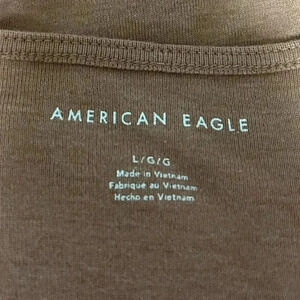 AMERICAN EAGLE
L/G/G
Made in Vietnam
Fabriqué au Vietnam
Hecho en Vietnam